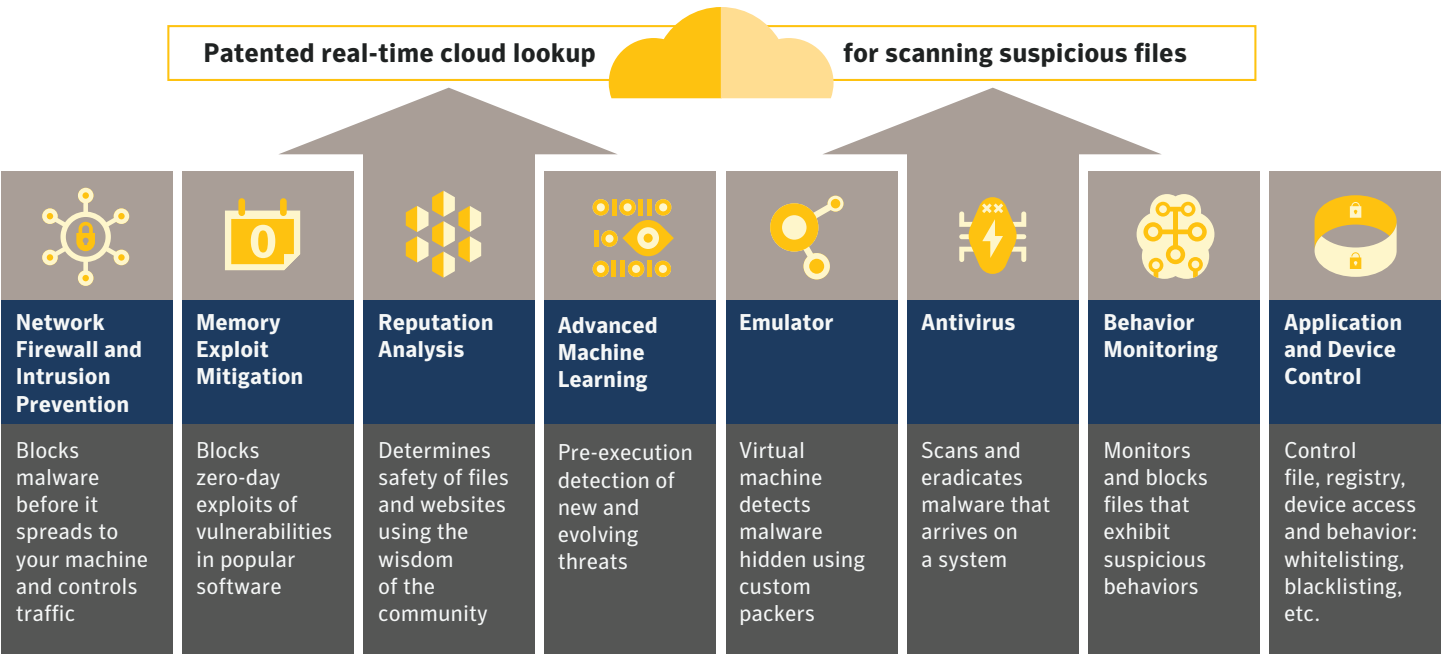 Patented real-time cloud lookup
for scanning suspicious files
OIOIIO
0
IO
OIIOIO
Network
Firewall and
Intrusion
Prevention
Blocks
malware
before it
spreads to
your machine
and controls
traffic
Memory
Exploit
Mitigation
Blocks
zero-day
exploits of
vulnerabilities
in popular
software
Reputation
Analysis
Determines
safety of files
and websites
using the
wisdom
of the
community
Advanced
Machine
Learning
Pre-execution
detection of
new and
evolving
threats
Emulator
Virtual
machine
detects
malware
hidden using
custom
packers
Antivirus
Scans and
eradicates
malware that
arrives on
a system
Behavior
Monitoring
Monitors
and blocks
files that
exhibit
suspicious
behaviors
Application
and Device
Control
Control
file, registry,
device access
and behavior:
whitelisting,
blacklisting,
etc.